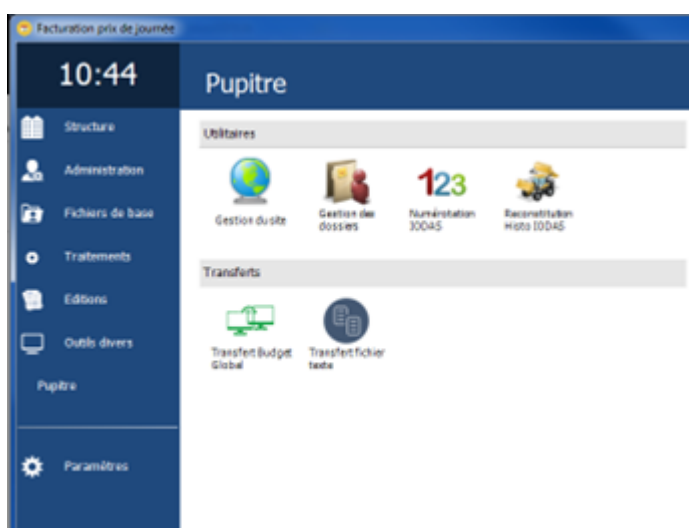 Facturation prix de journée
10:44
Pupitre
Structure
Administration
Fichiers de base
Traitements
Editions
Outils divers
Pupitre
Paramètres
Utilitaires
Gestion du site
Gestion des
dossiers
123
Numérotation
IODAS
Reconstitution
Histo IODAS
Transferts
Transfert Budget
Global
Transfert fichier
texte